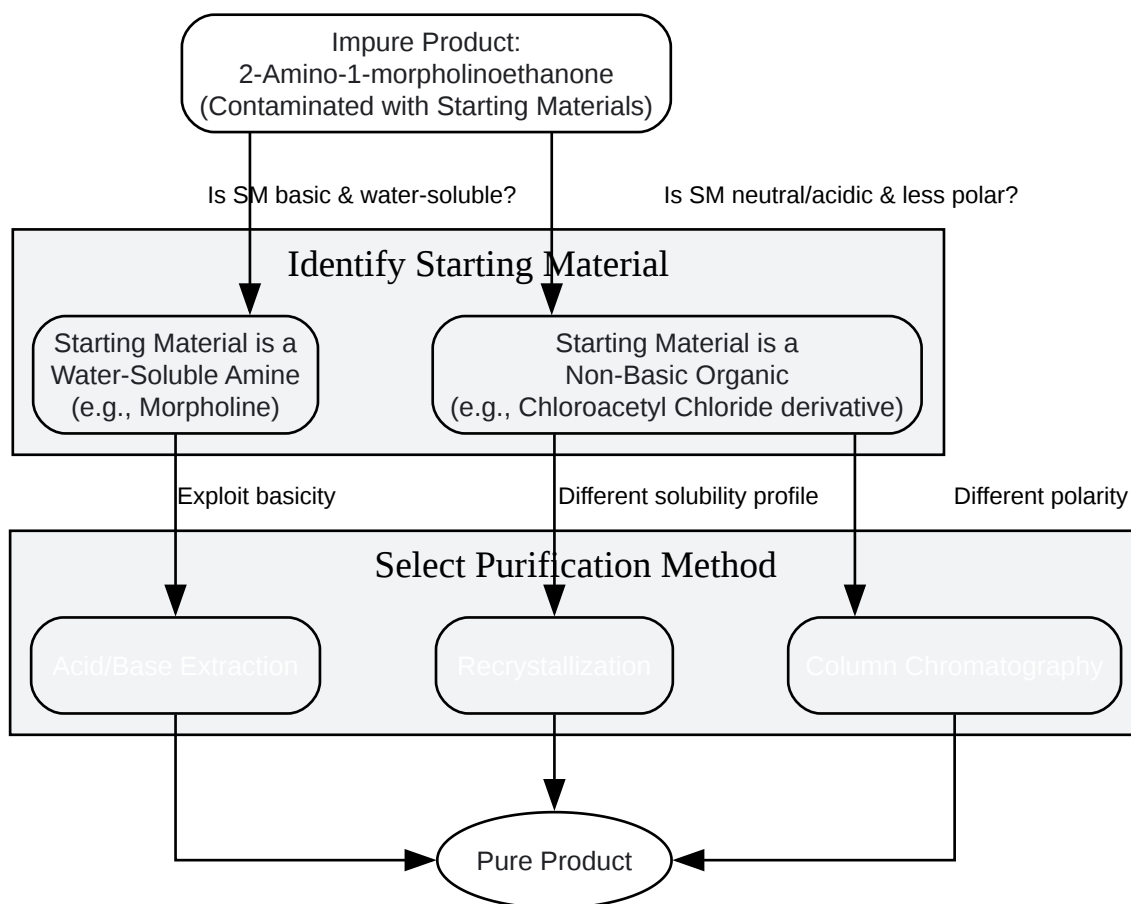 Impure Product:
2-Amino-1-morpholinoethanone
(Contaminated with Starting Materials)
Is SM basic & water-soluble?
Is SM neutral/acidic & less polar?
Identify Starting Material
Starting Material is a
Water-Soluble Amine
(e.g., Morpholine)
Starting Material is a
Non-Basic Organic
(e.g., Chloroacetyl Chloride derivative)
Exploit basicity
Different solubility profile
Different polarity
Select Purification Method
Acid/Base Extraction
Recrystallization
Column Chromatography
Pure Product